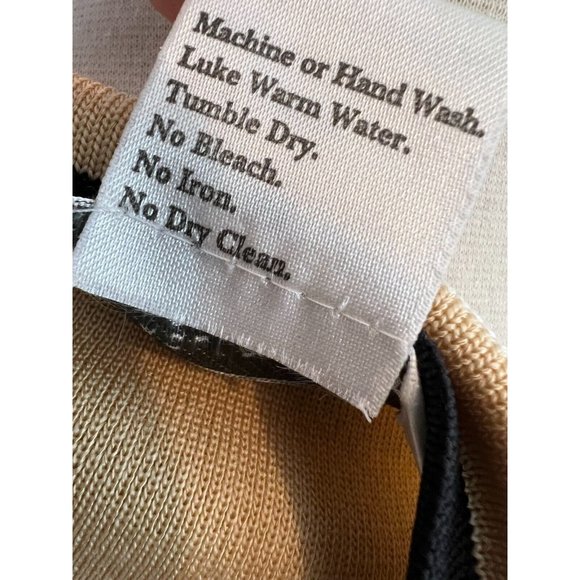 Machine or Hand Wash.
Luke Warm Water.
Tumble Dry.
No Bleach.
No Iron.
No Dry Clean.